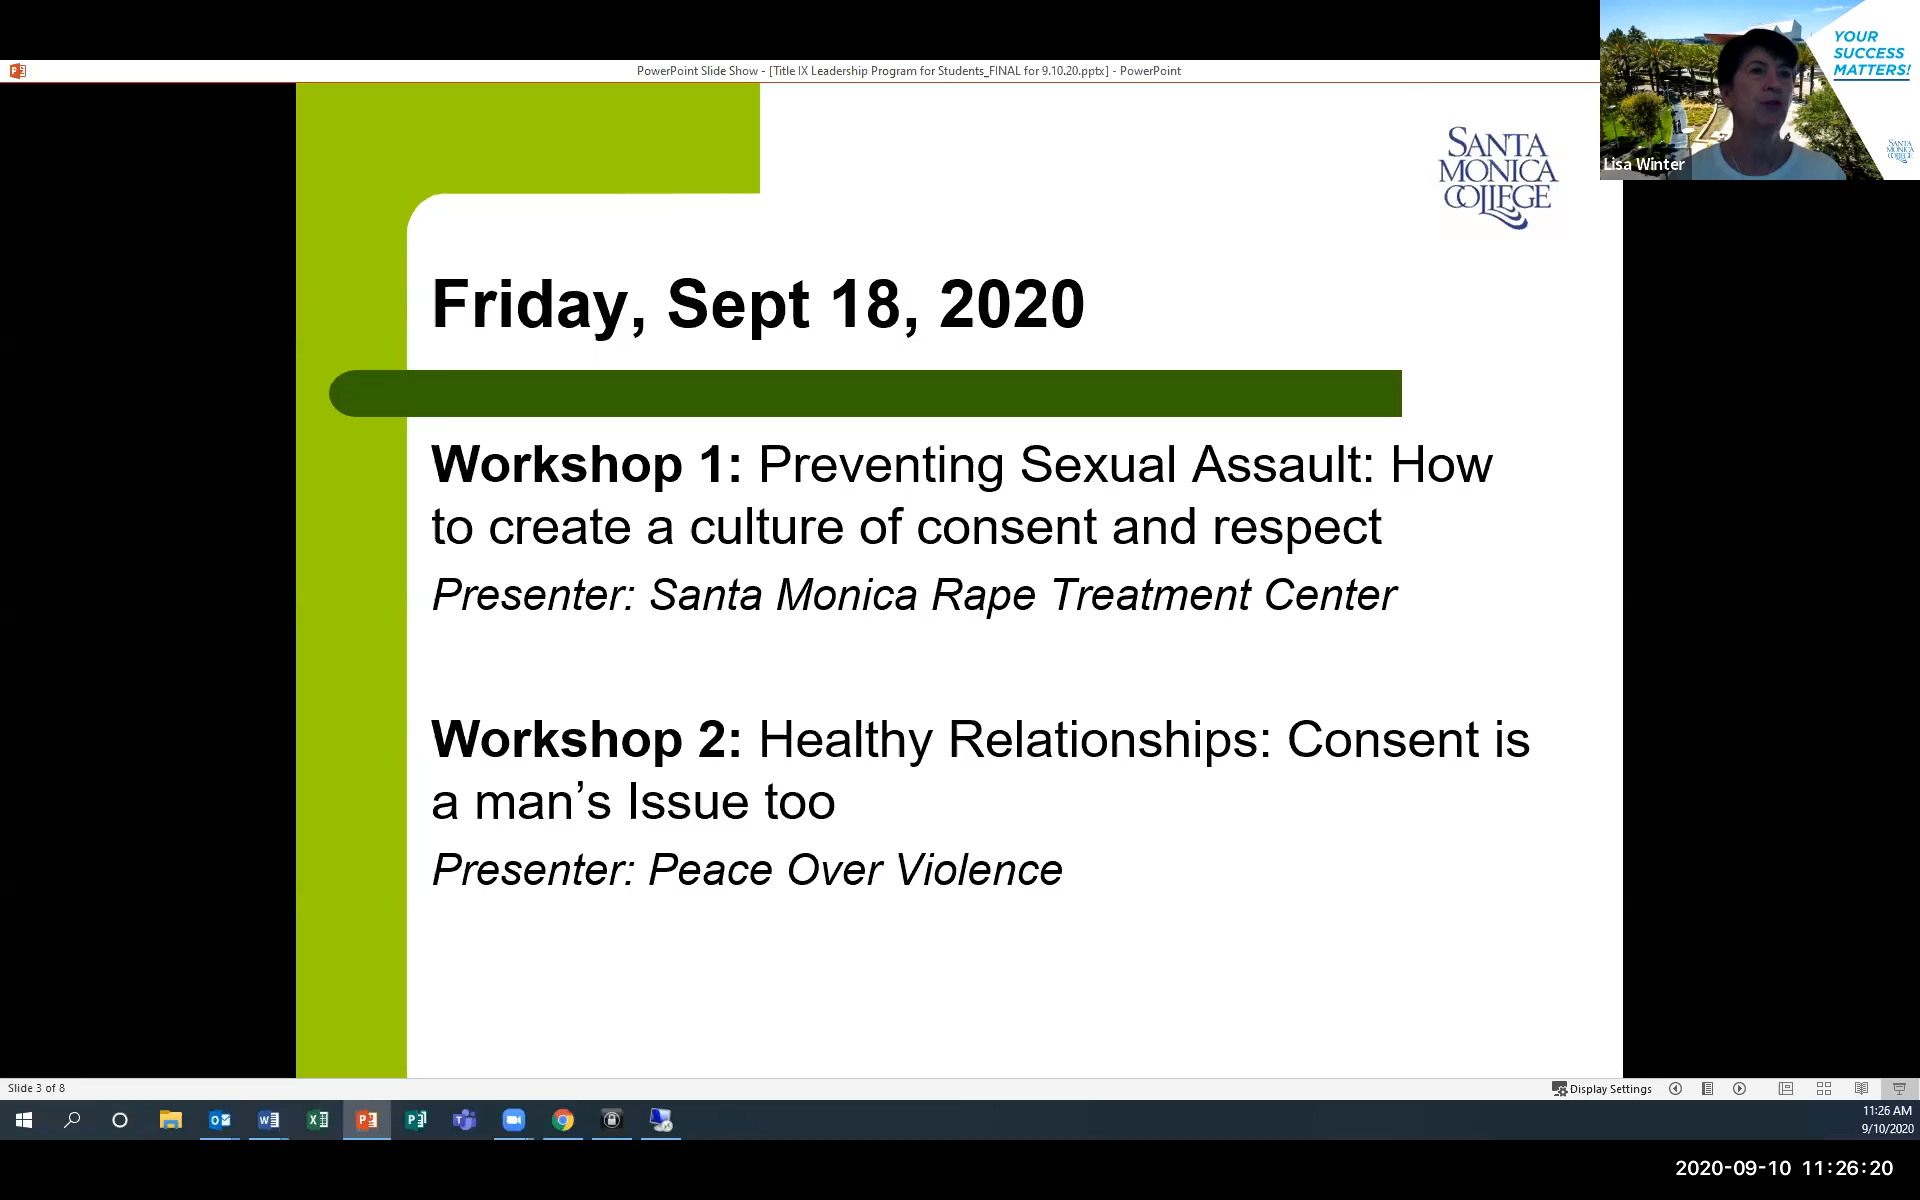 PowerPoint Slide Show - [Title IX Leadership Program for Students_FINAL for 9.10.20.pptx] - PowerPoint
YOUR
SUCCESS
MATTERS!
SANTA
MONICA
COLLEGE
Lisa Winter
SANTA
MONICA
COLLEGE
Friday, Sept 18, 2020
Workshop 1: Preventing Sexual Assault: How
to create a culture of consent and respect
Presenter: Santa Monica Rape Treatment Center
Workshop 2: Healthy Relationships: Consent is
a man’s Issue too
Presenter: Peace Over Violence
Slide 3 of 8
Display Settings
11:26 AM
9/10/2020
2020-09-10 11:26:20